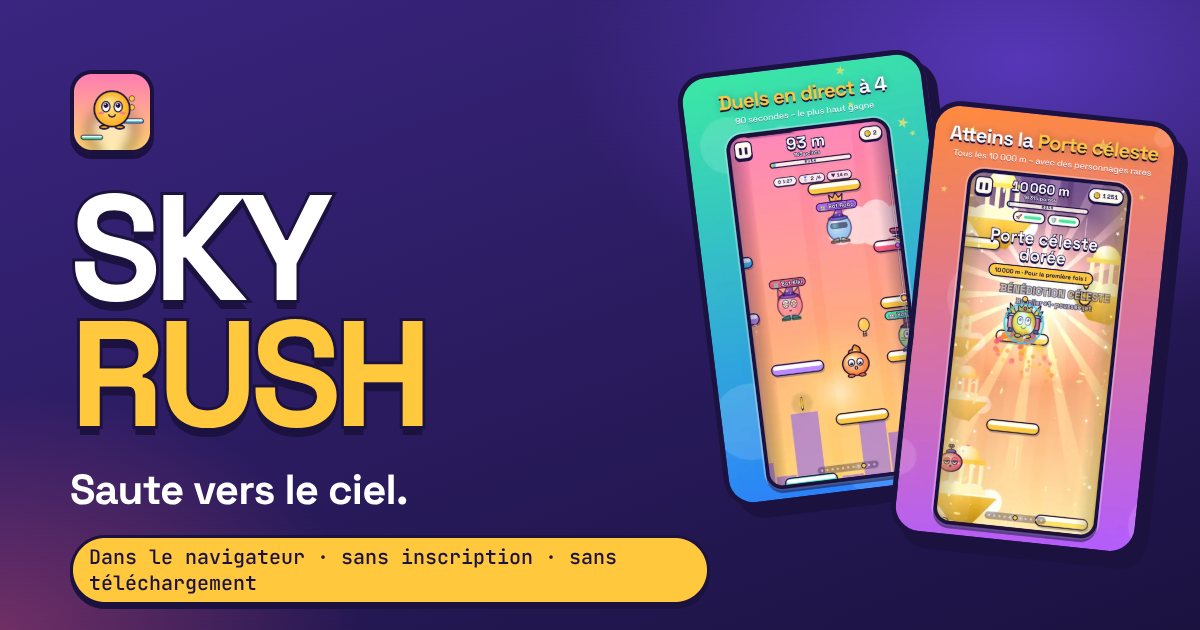 SKY
RUSH
Saute vers le ciel.
Dans le navigateur · sans inscription · sans
téléchargement
Duels en direct à 4
90 secondes – le plus haut gagne
93 m
2
Atteins la Porte céleste
Tous les 10 000 m – avec des personnages rares
10 060 m
1 251
Porte céleste
dorée
10 000 m · Pour la première fois !
BÉNÉDICTION CÉLESTE